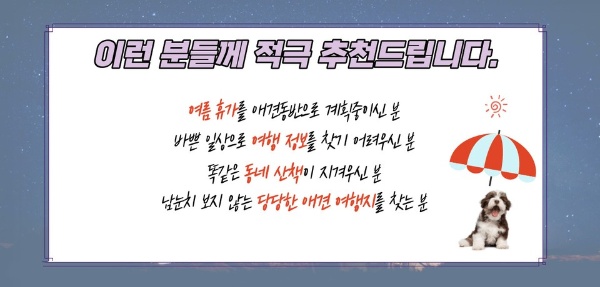 이런 분들께 적극 추천드립니다.
여름 휴가를 애견동반으로 계획중이신 분
바쁜 일상으로 여행 정보를 찾기 어려우신 분
똑같은 동네 산책이 지겨우신 분
남눈치 보지 않는 당당한 애견 여행지를 찾는 분